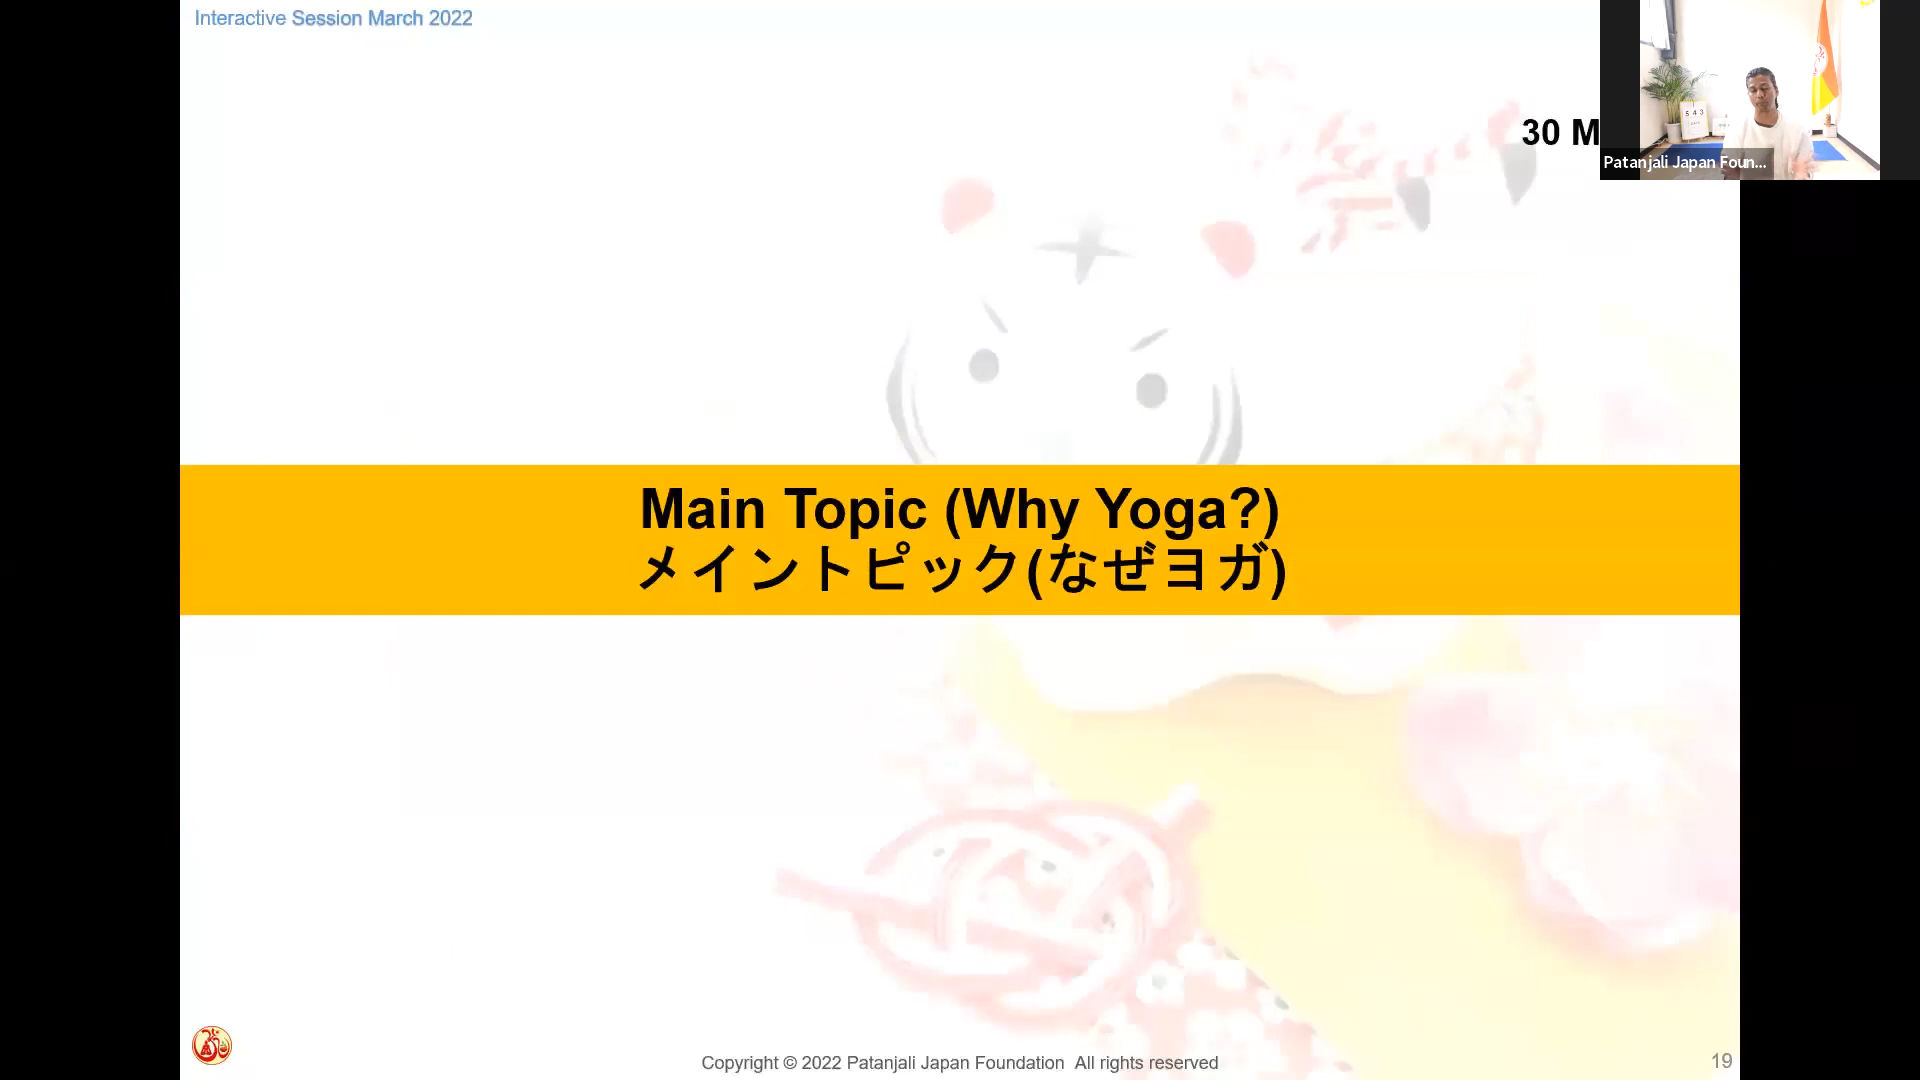 Interactive Session March 2022
30 M
Patanjali Japan Foun...
Main Topic (Why Yoga?)
メイントピック(なぜヨガ)
Copyright © 2022 Patanjali Japan Foundation All rights reserved
19